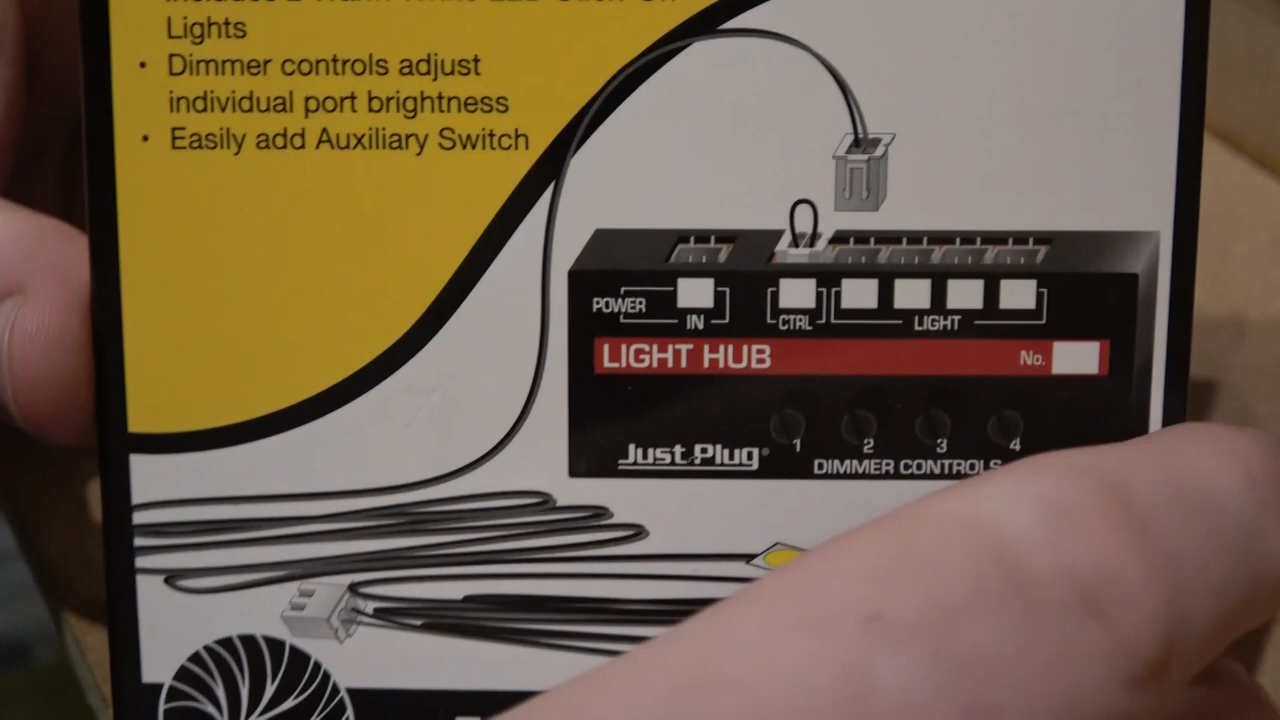 Lights
• Dimmer controls adjust
individual port brightness
• Easily add Auxiliary Switch
POWER IN CTRL LIGHT
LIGHT HUB No.
1 2 3 4
Just Plug®
DIMMER CONTROLS